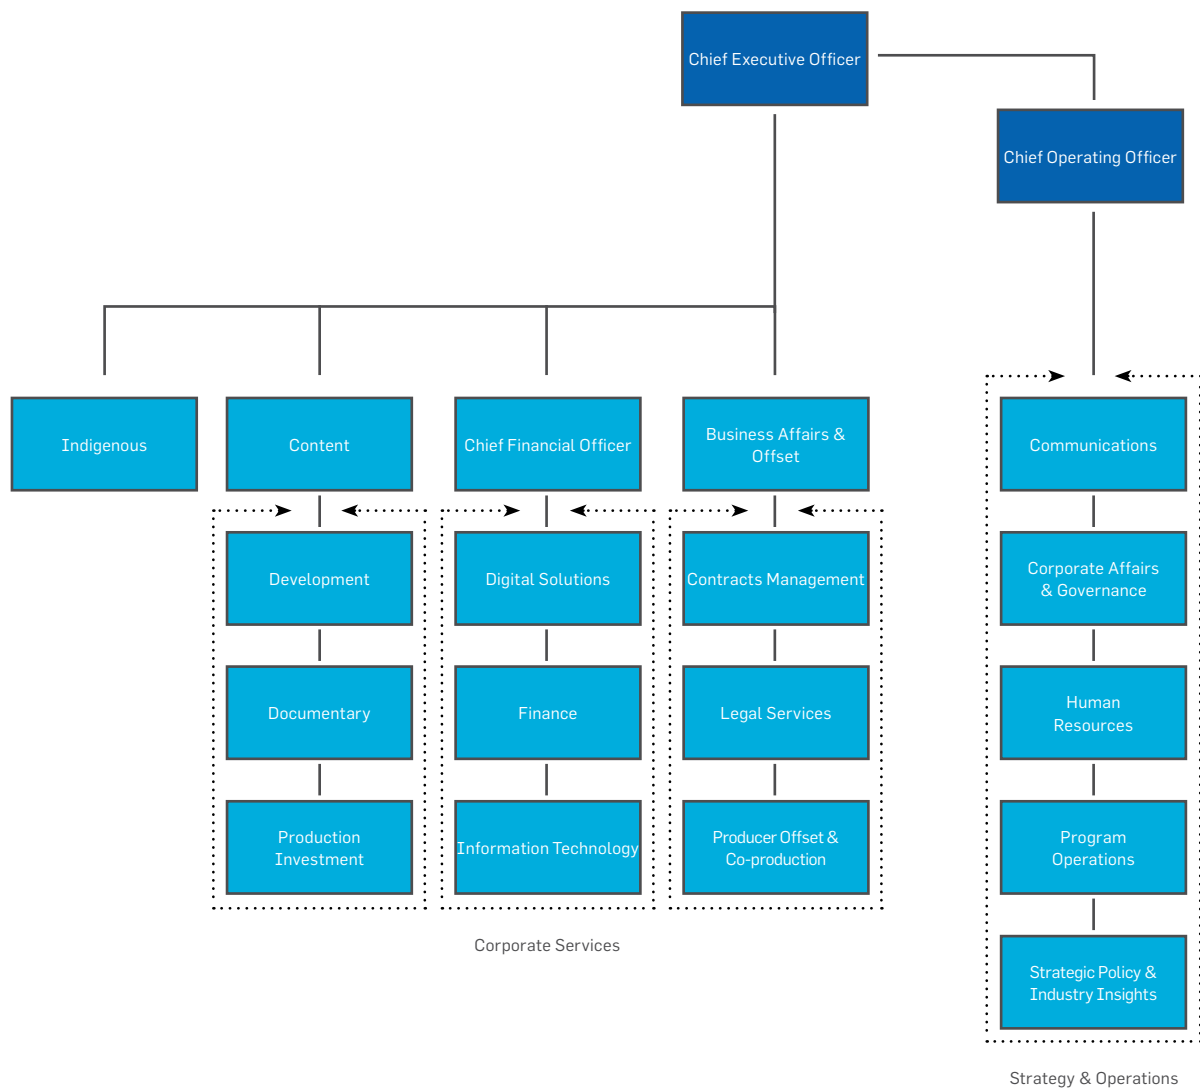 Chief Executive Officer
Chief Operating Officer
Indigenous
Content
Chief Financial Officer
Business Affairs &
Offset
Communications
Development
Digital Solutions
Contracts Management
Corporate Affairs
& Governance
Documentary
Finance
Legal Services
Human
Resources
Production
Investment
Information Technology
Producer Offset &
Co-production
Program
Operations
Corporate Services
Strategic Policy &
Industry Insights
Strategy & Operations